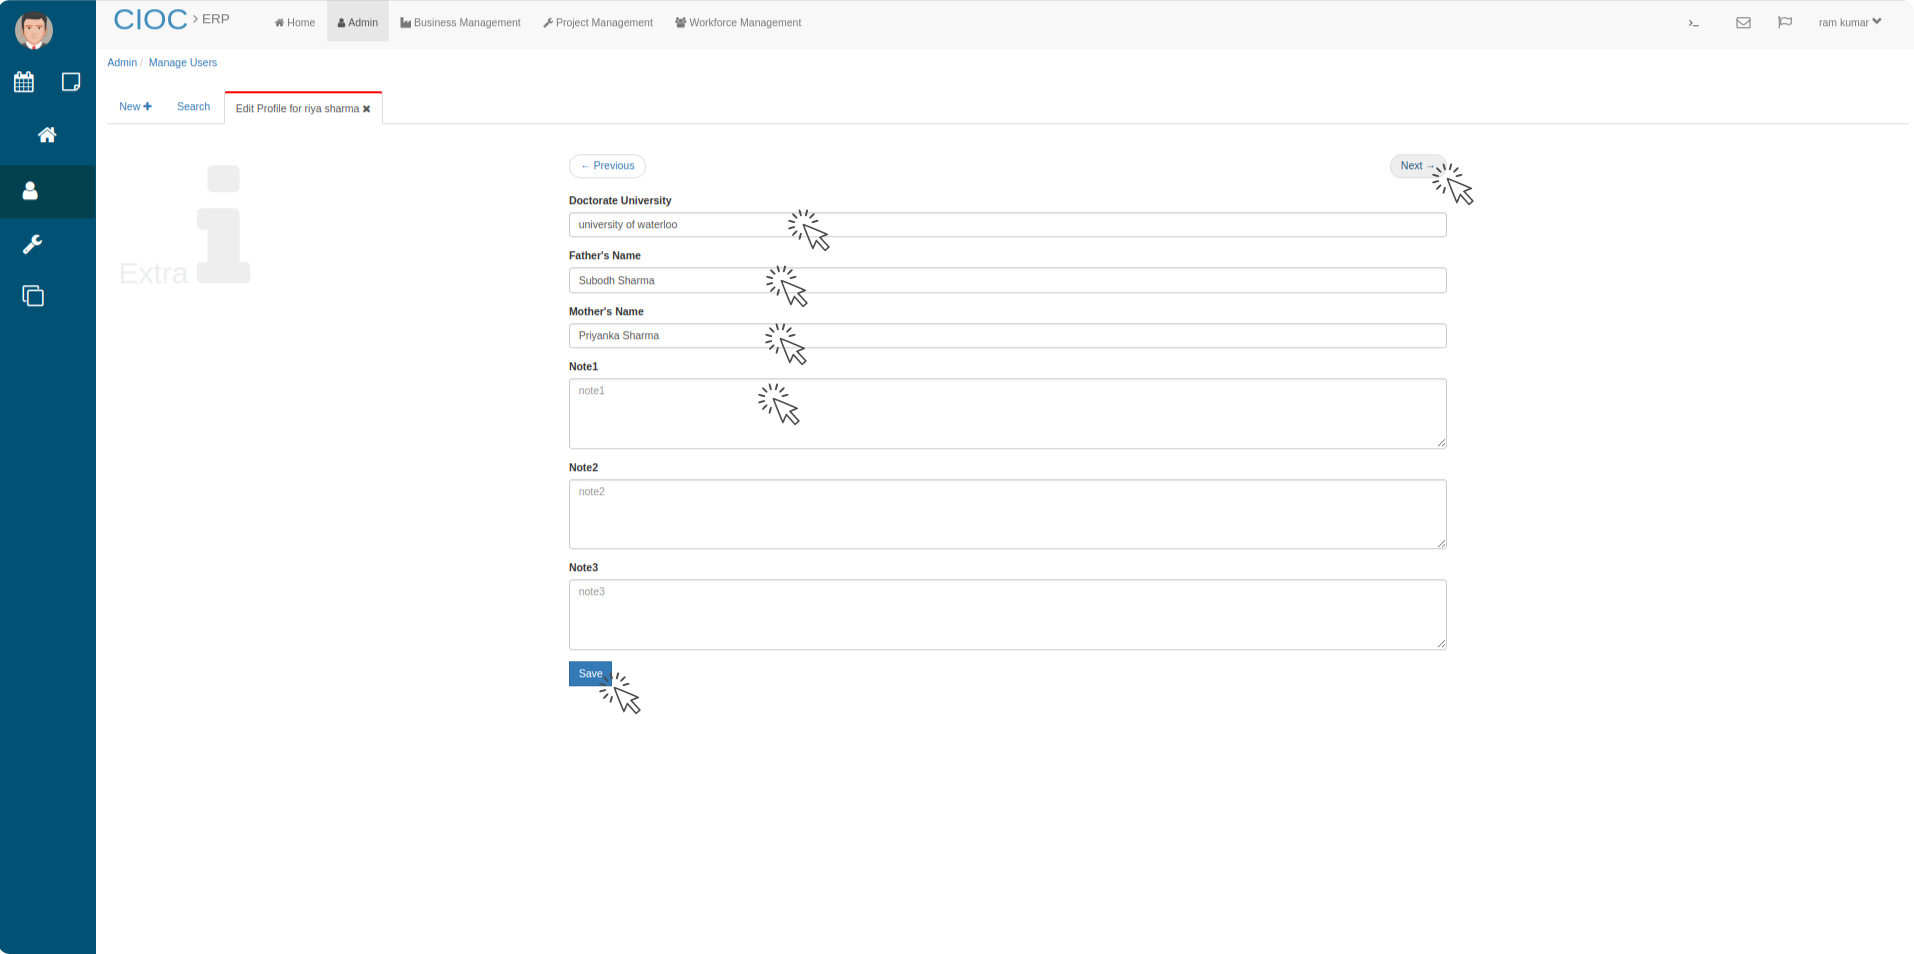 CIOC > ERP
Home
Admin
Business Management
Project Management
Workforce Management
ram kumar
Admin / Manage Users
New
Search
Edit Profile for riya sharma
← Previous
Next →
Extra
Doctorate University
university of waterloo
Father's Name
Subodh Sharma
Mother's Name
Priyanka Sharma
Note1
note1
Note2
note2
Note3
note3
Save